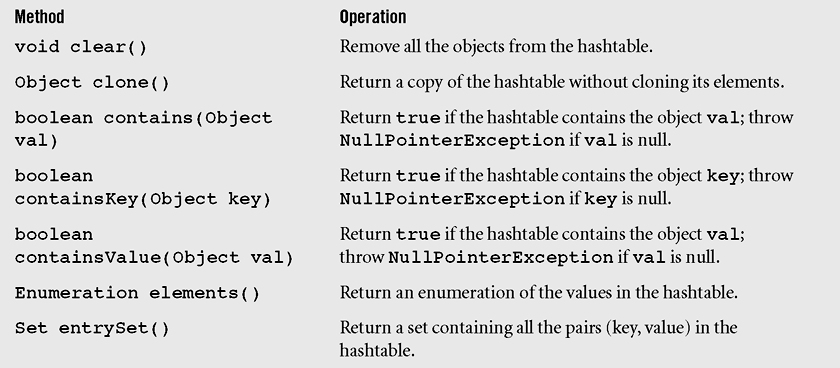 Method Operation
void clear() Remove all the objects from the hashtable.
Object clone() Return a copy of the hashtable without cloning its elements.
boolean contains(Object Return true if the hashtable contains the object val; throw
val) NullPointerException if val is null.
boolean Return true if the hashtable contains the object key; throw
containsKey(Object key) NullPointerException if key is null.
boolean Return true if the hashtable contains the object val;
containsValue(Object val) throw NullPointerException if val is null.
Enumeration elements() Return an enumeration of the values in the hashtable.
Set entrySet() Return a set containing all the pairs (key, value) in the
hashtable.